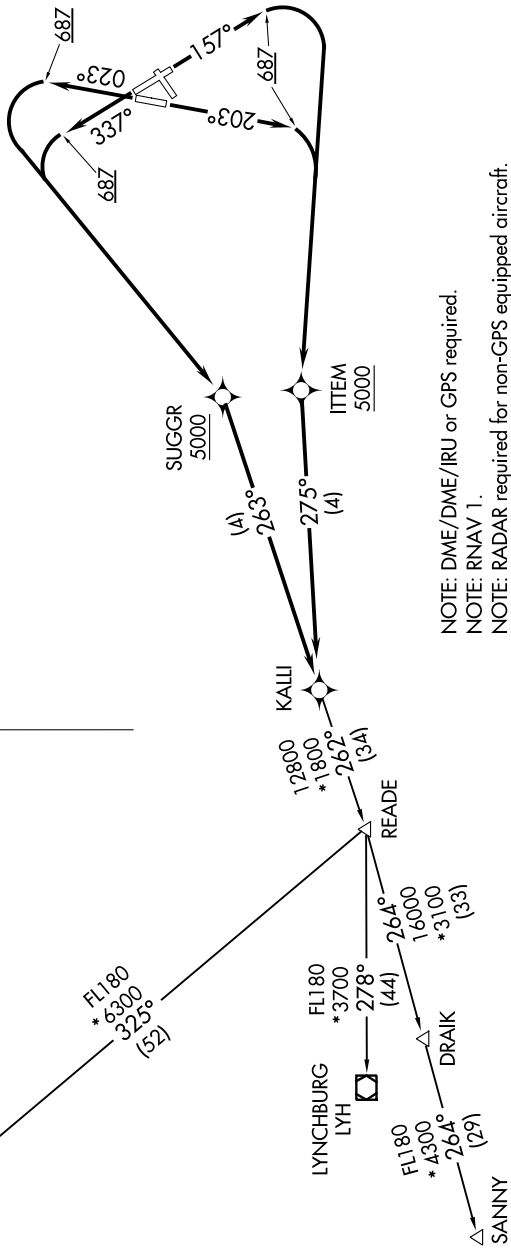 687
023°
157°
687
337°
203°
687
SUGGR
5000
ITTEM
5000
(4)
263°
275°
(4)
KALLI
12800
*1800
262°
(34)
READE
FL180
*6300
325°
(52)
FL180
*3700
278°
(44)
264°
16000
*3100
(33)
LYNCHBURG
LYH
DRAIK
FL180
*4300
264°
(29)
SANNY
NOTE: DME/DME/IRU or GPS required.
NOTE: RNAV 1.
NOTE: RADAR required for non-GPS equipped aircraft.